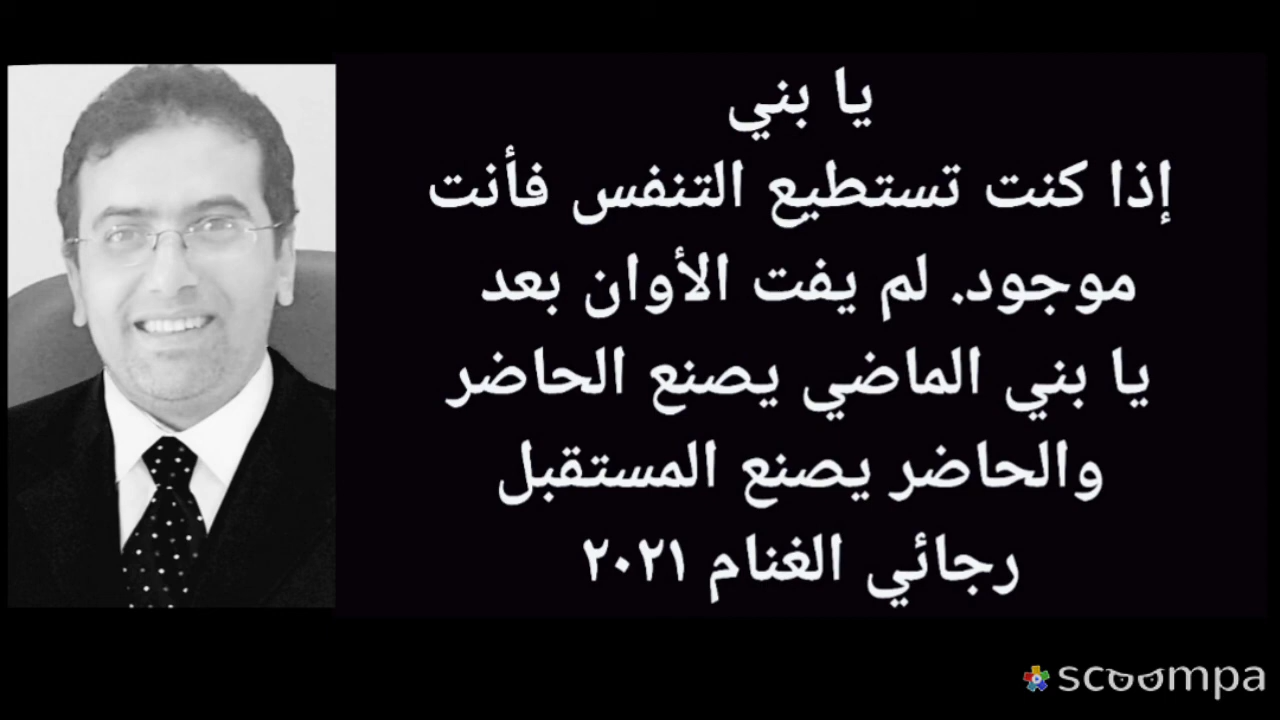 يا بني
إذا كنت تستطيع التنفس فأنت
موجود. لم يفت الأوان بعد
يا بني الماضي يصنع الحاضر
والحاضر يصنع المستقبل
رجائي الغنام ٢٠٢١
scoompa